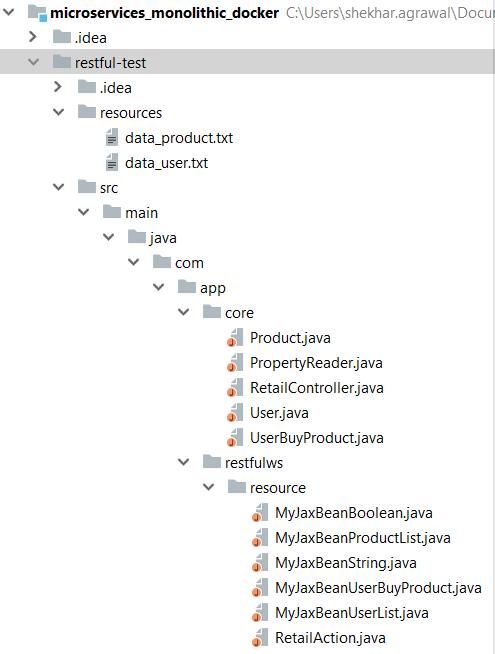 microservices_monolithic_docker C:\Users\shekhar.agrawal\Docu
.idea
restful-test
.idea
resources
data_product.txt
data_user.txt
src
main
java
com
app
core
Product.java
PropertyReader.java
RetailController.java
User.java
UserBuyProduct.java
restfulws
resource
MyJaxBeanBoolean.java
MyJaxBeanProductList.java
MyJaxBeanString.java
MyJaxBeanUserBuyProduct.java
MyJaxBeanUserList.java
RetailAction.java